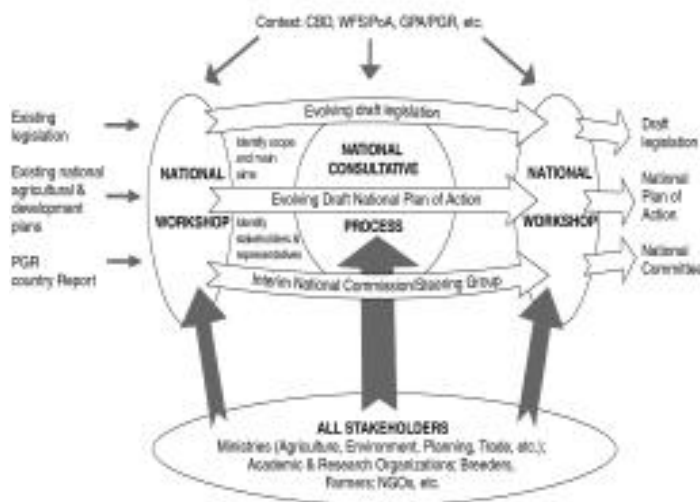 Context: CBD, WFS/PoA, GPA/PGR, etc.
Existing
legislation
Existing national
agricultural &
development
plans
PGR
country Report
NATIONAL
WORKSHOP
Evolving draft legislation
Identify scope
and main
aims
NATIONAL
CONSULTATIVE
Evolving Draft National Plan of Action
Identify
stakeholders &
representatives
PROCESS
Interim National Commission/Steering Group
NATIONAL
WORKSHOP
Draft
legislation
National
Plan of
Action
National
Committee
ALL STAKEHOLDERS
Ministries (Agriculture, Environment, Planning, Trade, etc.);
Academic & Research Organizations; Breeders,
Farmers; NGOs, etc.